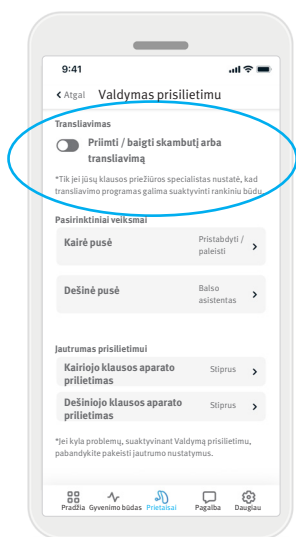 9:41
Atgal Valdymas prisilietimu
Transliavimas
Priimti / baigti skambutį arba
transliavimą
*Tik jei jūsų klausos priežiūros specialistas nustatė, kad
transliavimo programas galima suaktyvinti rankiniu būdu.
Pasirinktiniai veiksmai
Kairė pusė
Pristabdyti /
paleisti
Dešinė pusė
Balso
asistentas
Jautrumas prisilietimui
Kairiojo klausos aparato
prilietimas
Stiprus
Dešiniojo klausos aparato
prilietimas
Stiprus
*Jei kyla problemų, suaktyvinant Valdymą prisilietimu,
pabandykite pakeisti jautrumo nustatymus.
Pradžia Gyvenimo būdas Prietaisai Pagalba Daugiau